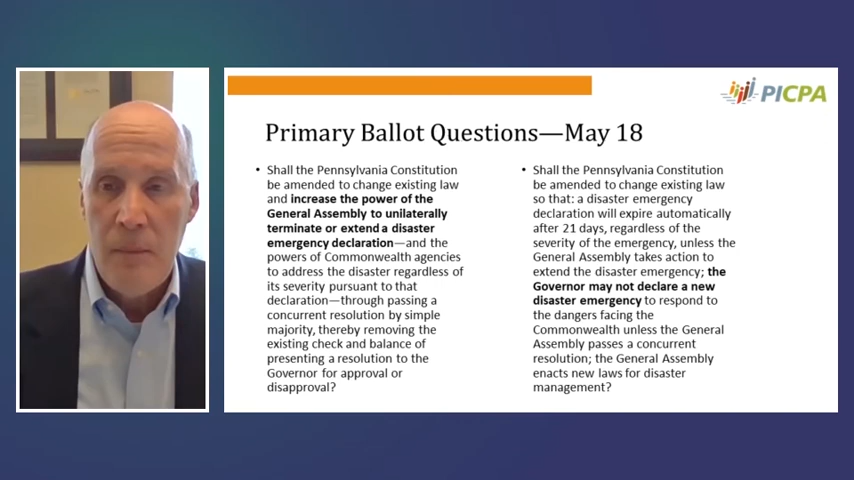 PICPA
Primary Ballot Questions—May 18
• Shall the Pennsylvania Constitution
be amended to change existing law
and increase the power of the
General Assembly to unilaterally
terminate or extend a disaster
emergency declaration—and the
powers of Commonwealth agencies
to address the disaster regardless of
its severity pursuant to that
declaration—through passing a
concurrent resolution by simple
majority, thereby removing the
existing check and balance of
presenting a resolution to the
Governor for approval or
disapproval?
• Shall the Pennsylvania Constitution
be amended to change existing law
so that: a disaster emergency
declaration will expire automatically
after 21 days, regardless of the
severity of the emergency, unless the
General Assembly takes action to
extend the disaster emergency; the
Governor may not declare a new
disaster emergency to respond to
the dangers facing the
Commonwealth unless the General
Assembly passes a concurrent
resolution; the General Assembly
enacts new laws for disaster
management?